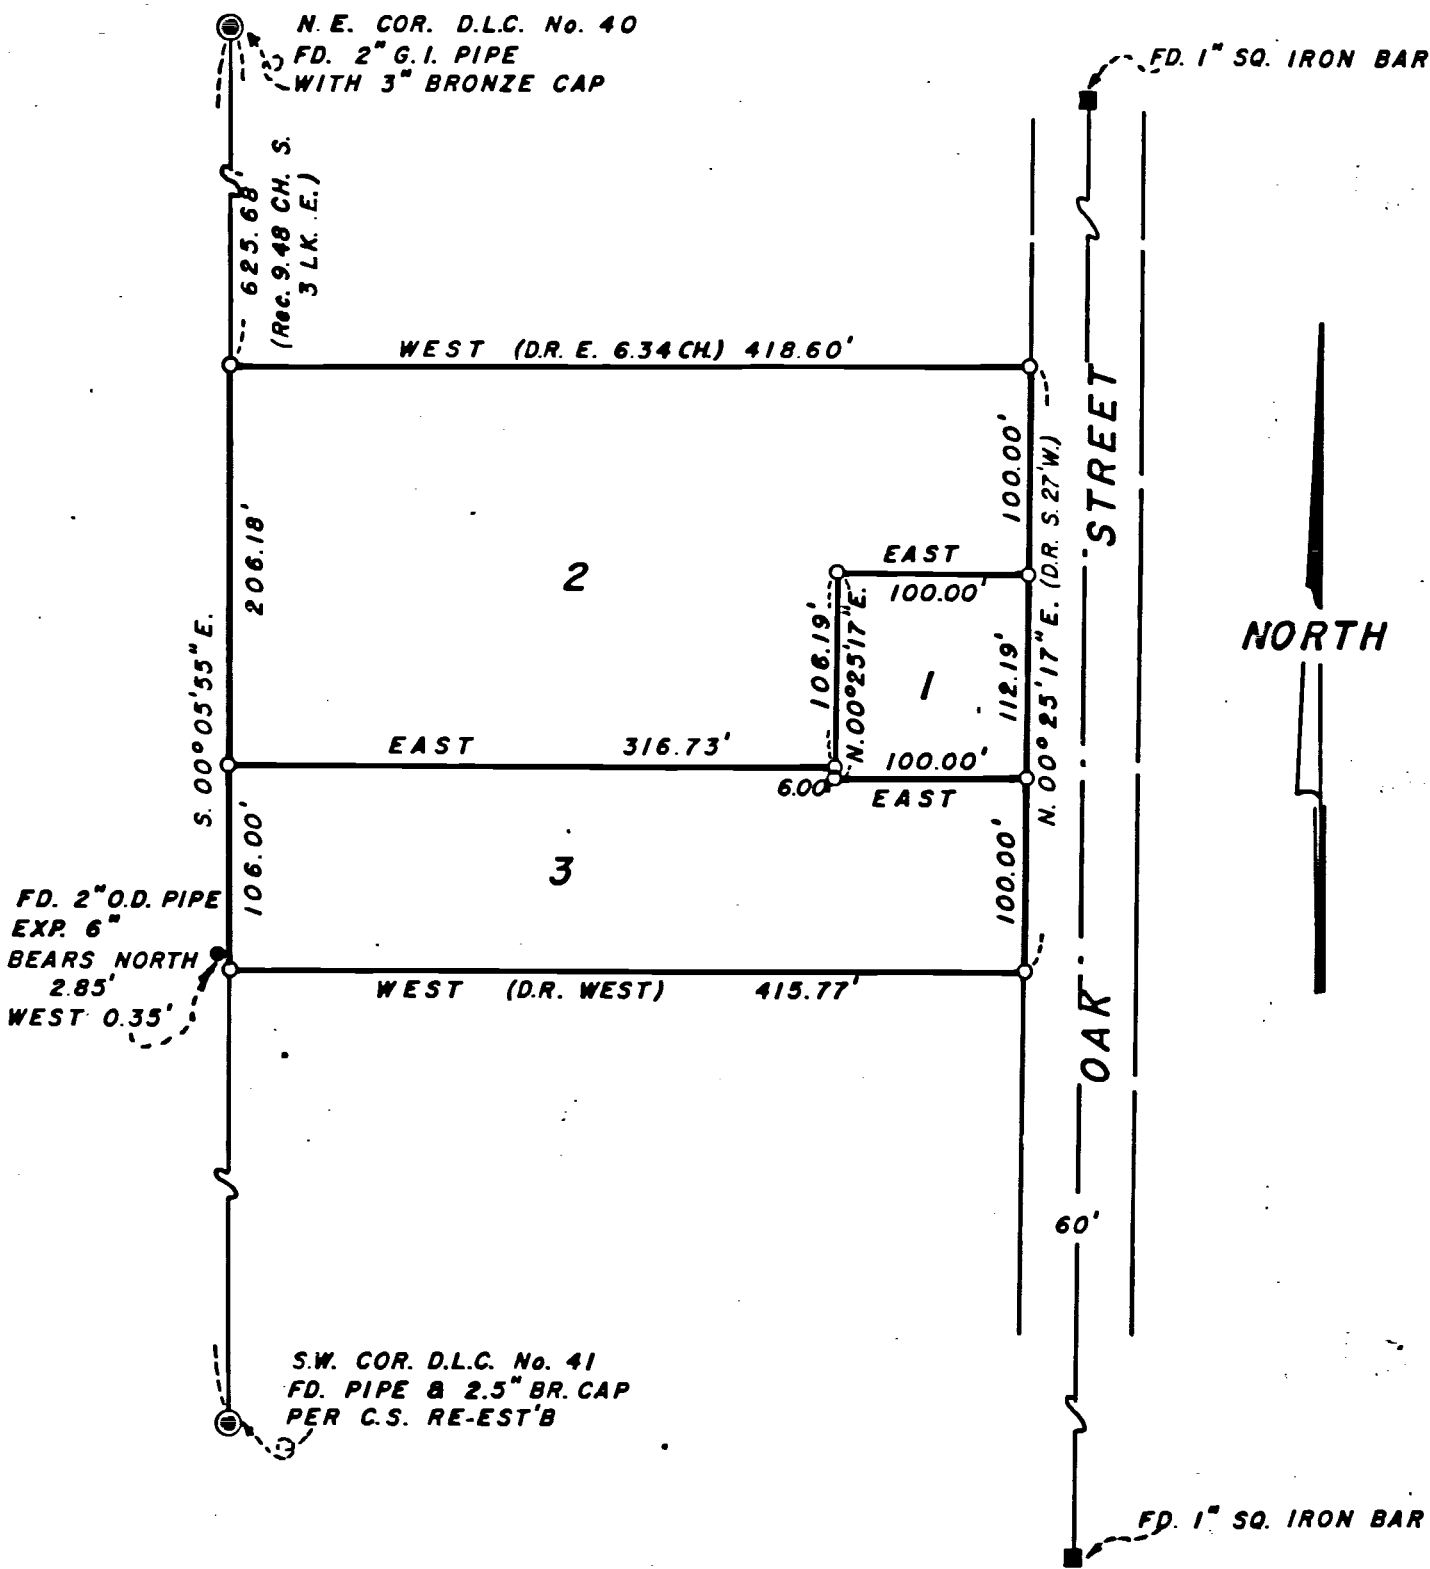 N.E. COR. D.L.C. No. 40
FD. 2" G.I. PIPE
WITH 3" BRONZE CAP
FD. 1" SQ. IRON BAR
625.68'
(Rec. 9.48 CH. S.
3 LK. E.)
WEST (D.R. E. 6.34 CH.) 418.60'
100.00'
N. 00° 25' 17" E. (D.R. S. 27' W.)
STREET
206.18'
2
EAST
100.00'
106.19'
N. 00° 25' 17" E.
1
112.19'
NORTH
S. 00° 05' 55" E.
EAST 316.73'
100.00'
6.00'
EAST
106.00'
3
100.00'
FD. 2" O.D. PIPE
EXP. 6"
BEARS NORTH
2.85'
WEST 0.35'
WEST (D.R. WEST) 415.77'
OAK
60'
S.W. COR. D.L.C. No. 41
FD. PIPE & 2.5" BR. CAP
PER C.S. RE-EST'B
FD. 1" SQ. IRON BAR